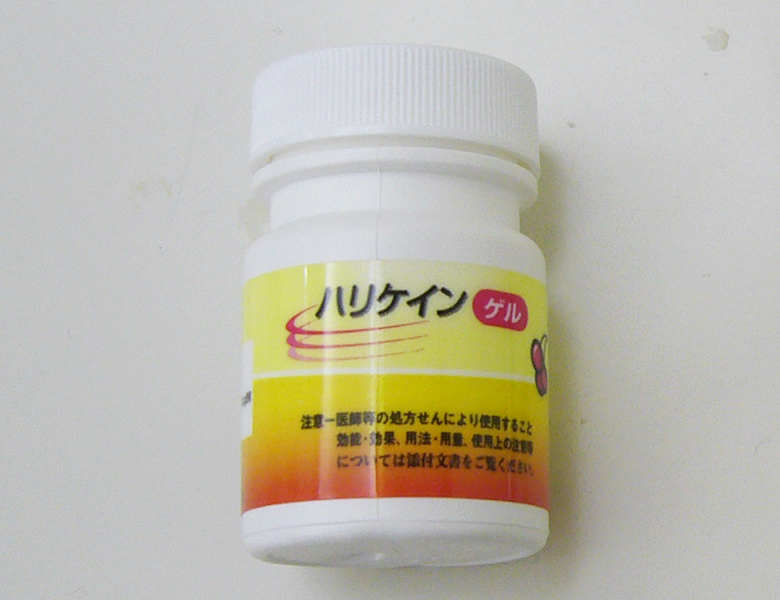 ハリケイン ゲル
注意－医師等の処方せんにより使用すること
効能・効果、用法・用量、使用上の注意等
については添付文書をご覧ください。